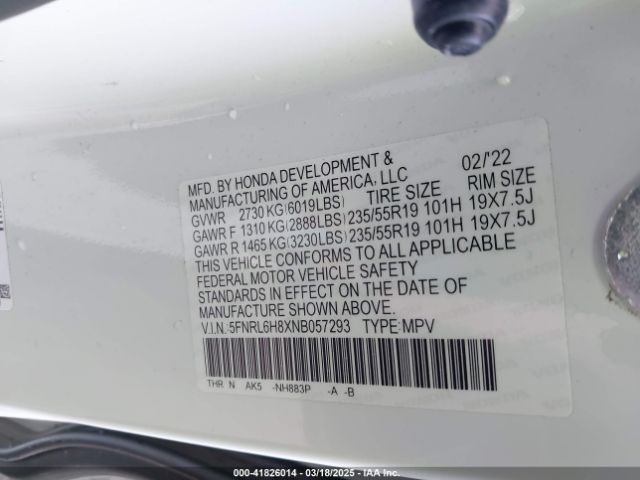 MFD. BY HONDA DEVELOPMENT & 02/'22
MANUFACTURING OF AMERICA, LLC
GVWR 2730 KG (6019LBS) TIRE SIZE RIM SIZE
GAWR F 1310 KG (2888LBS) 235/55R19 101H 19X7.5J
GAWR R 1465 KG (3230LBS) 235/55R19 101H 19X7.5J
THIS VEHICLE CONFORMS TO ALL APPLICABLE
FEDERAL MOTOR VEHICLE SAFETY
STANDARDS IN EFFECT ON THE DATE OF
MANUFACTURE SHOWN ABOVE.
V.I.N.:5FNRL6H8XNB057293 TYPE:MPV
THR N AK5 -NH883P -A -B
000-41826014 — 03/18/2025 — IAA Inc.